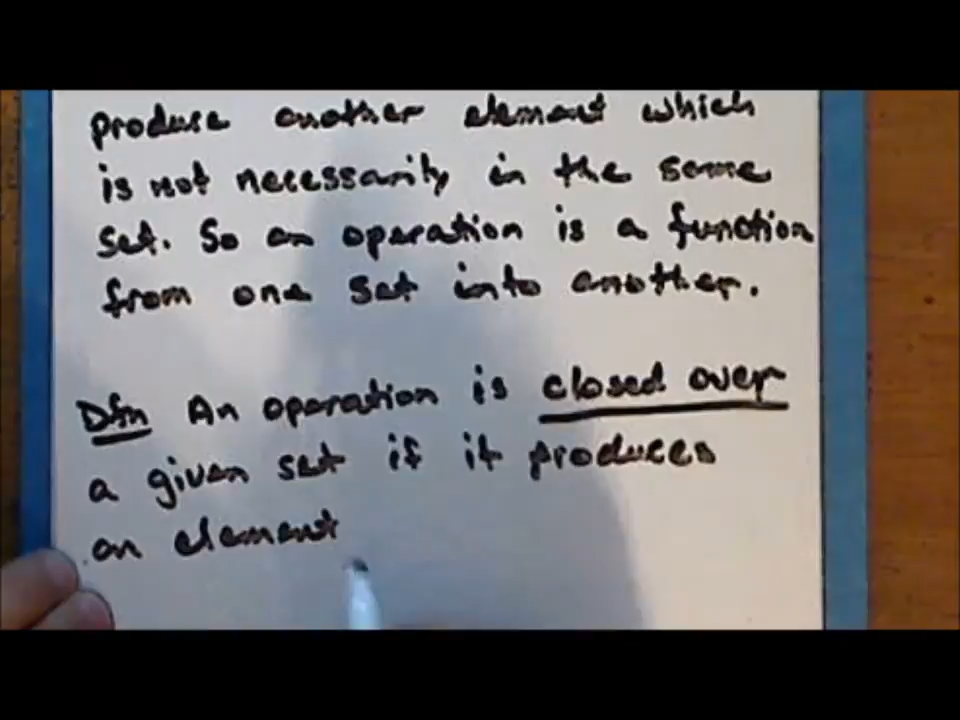 produce another element which
is not necessarity in the same
set. So an operation is a function
from one set into another.
Dfn An operation is closed over
a given set if it produces
an element